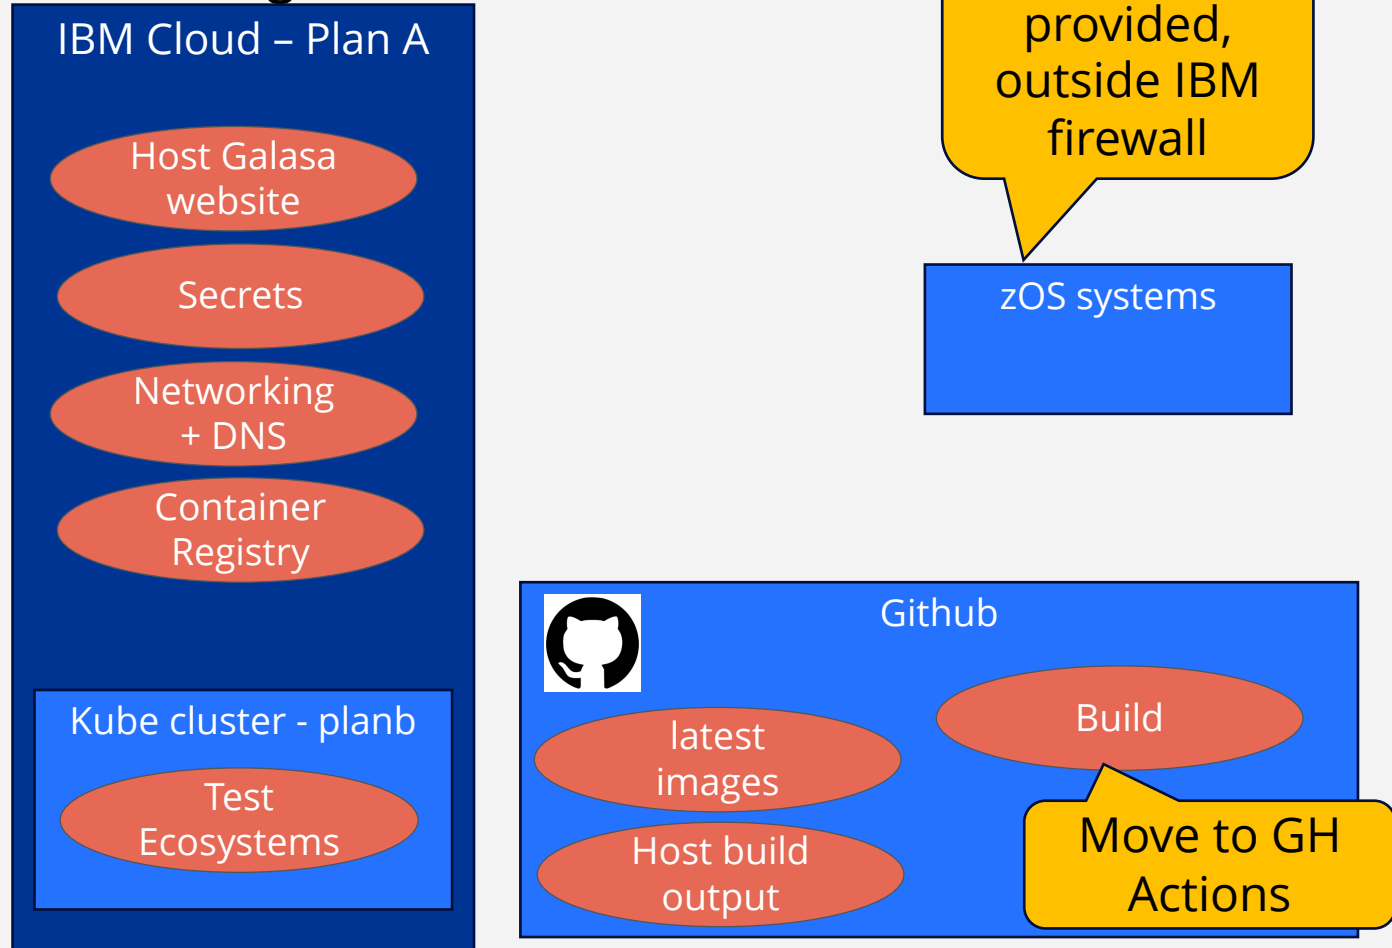 IBM Cloud – Plan A
Host Galasa
website
Secrets
Networking
+ DNS
Container
Registry
Kube cluster - planb
Test
Ecosystems
provided,
outside IBM
firewall
zOS systems
Github
latest
images
Host build
output
Build
Move to GH
Actions